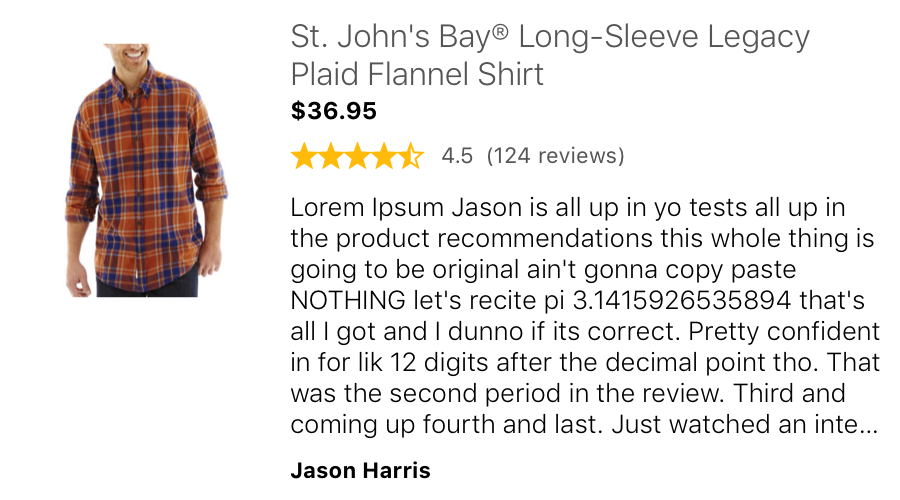 St. John's Bay® Long-Sleeve Legacy
Plaid Flannel Shirt
$36.95
4.5 (124 reviews)
Lorem Ipsum Jason is all up in yo tests all up in
the product recommendations this whole thing is
going to be original ain't gonna copy paste
NOTHING let's recite pi 3.1415926535894 that's
all I got and I dunno if its correct. Pretty confident
in for lik 12 digits after the decimal point tho. That
was the second period in the review. Third and
coming up fourth and last. Just watched an inte...
Jason Harris